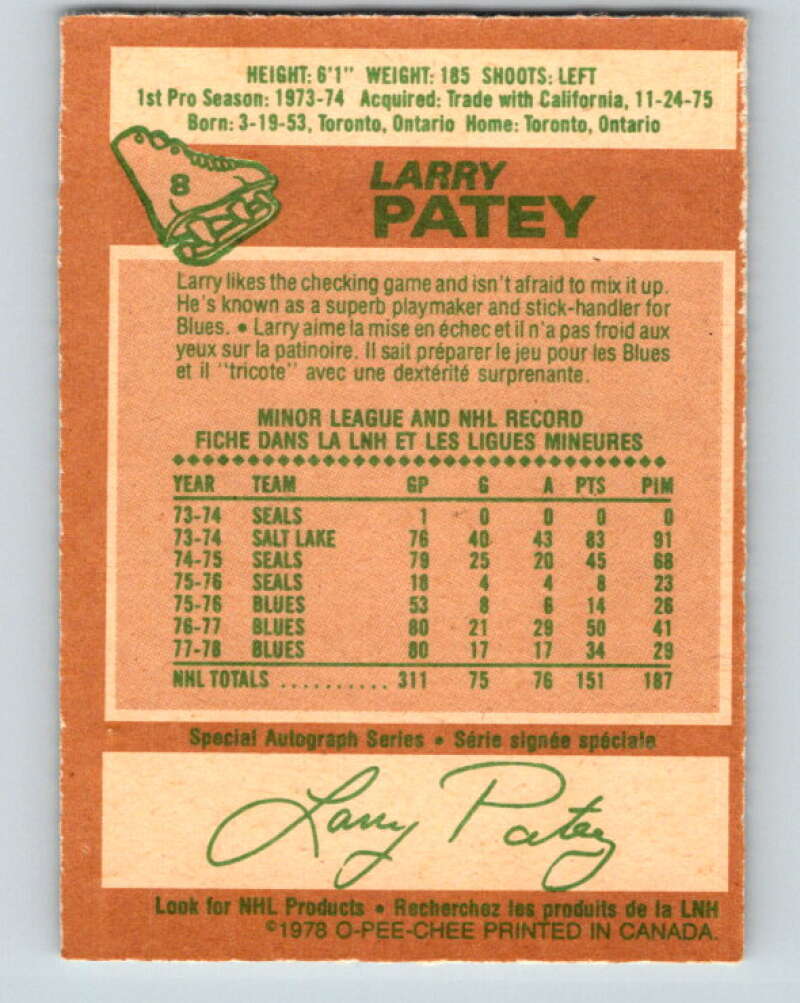 HEIGHT: 6'1" WEIGHT: 185 SHOOTS: LEFT
1st Pro Season: 1973-74 Acquired: Trade with California, 11-24-75
Born: 3-19-53, Toronto, Ontario Home: Toronto, Ontario
8
LARRY
PATEY
Larry likes the checking game and isn't afraid to mix it up.
He's known as a superb playmaker and stick-handler for
Blues. • Larry aime la mise en échec et il n'a pas froid aux
yeux sur la patinoire. Il sait préparer le jeu pour les Blues
et il "tricote" avec une dextérité surprenante.
MINOR LEAGUE AND NHL RECORD
FICHE DANS LA LNH ET LES LIGUES MINEURES
YEAR TEAM GP G A PTS PIM
73-74 SEALS 1 0 0 0 0
73-74 SALT LAKE 76 40 43 83 91
74-75 SEALS 79 25 20 45 68
75-76 SEALS 18 4 4 8 23
75-76 BLUES 53 8 6 14 26
76-77 BLUES 80 21 29 50 41
77-78 BLUES 80 17 17 34 29
NHL TOTALS .......... 311 75 76 151 187
Special Autograph Series • Série signée spéciale
Larry Patey
Look for NHL Products • Recherchez les produits de la LNH
©1978 O-PEE-CHEE PRINTED IN CANADA.